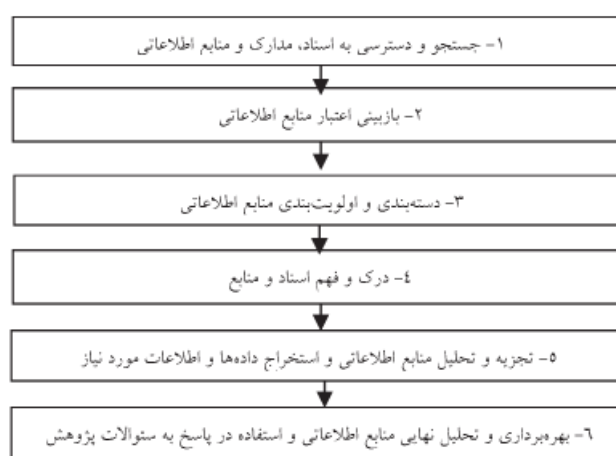 ۱- جستجو و دسترسی به اسناد، مدارک و منابع اطلاعاتی
۲- بازبینی اعتبار منابع اطلاعاتی
۳- دسته‌بندی و اولویت‌بندی منابع اطلاعاتی
٤- درک و فهم اسناد و منابع
٥- تجزیه و تحلیل منابع اطلاعاتی و استخراج داده‌ها و اطلاعات مورد نیاز
٦- بهره‌برداری و تحلیل نهایی منابع اطلاعاتی و استفاده در پاسخ به سئوالات پژوهش